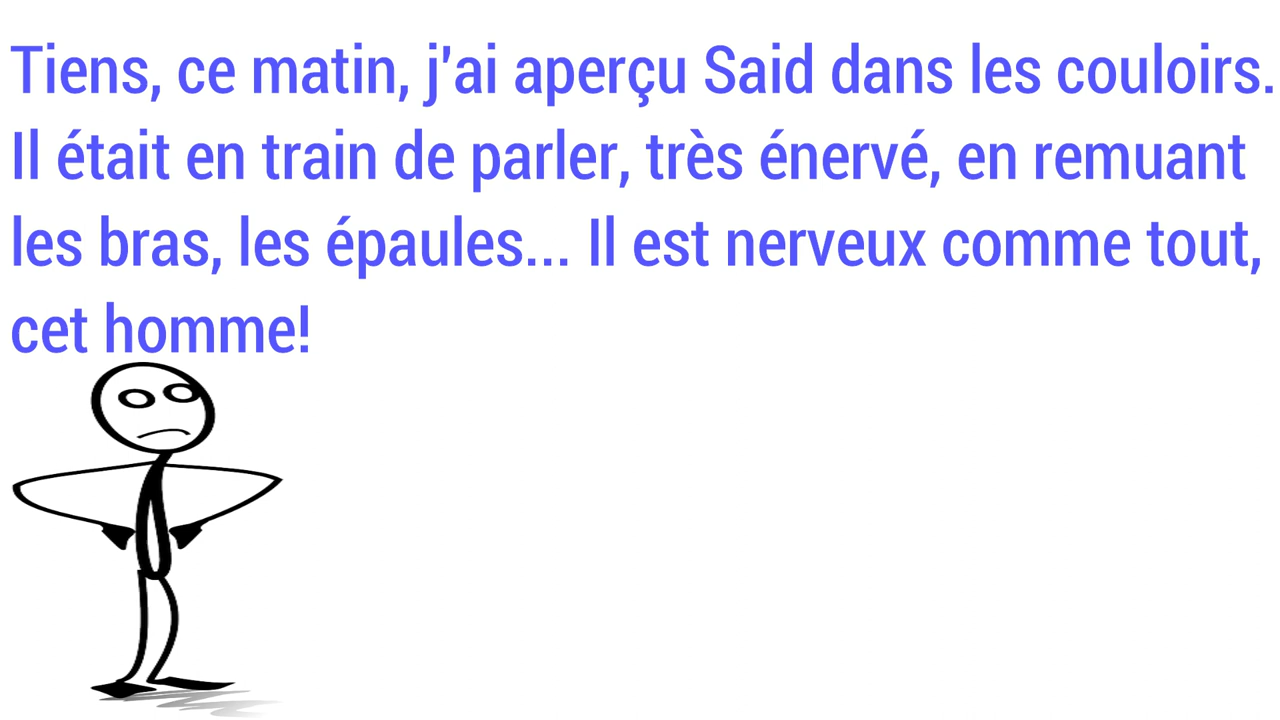 Tiens, ce matin, j'ai aperçu Said dans les couloirs.
Il était en train de parler, très énervé, en remuant
les bras, les épaules... Il est nerveux comme tout,
cet homme!